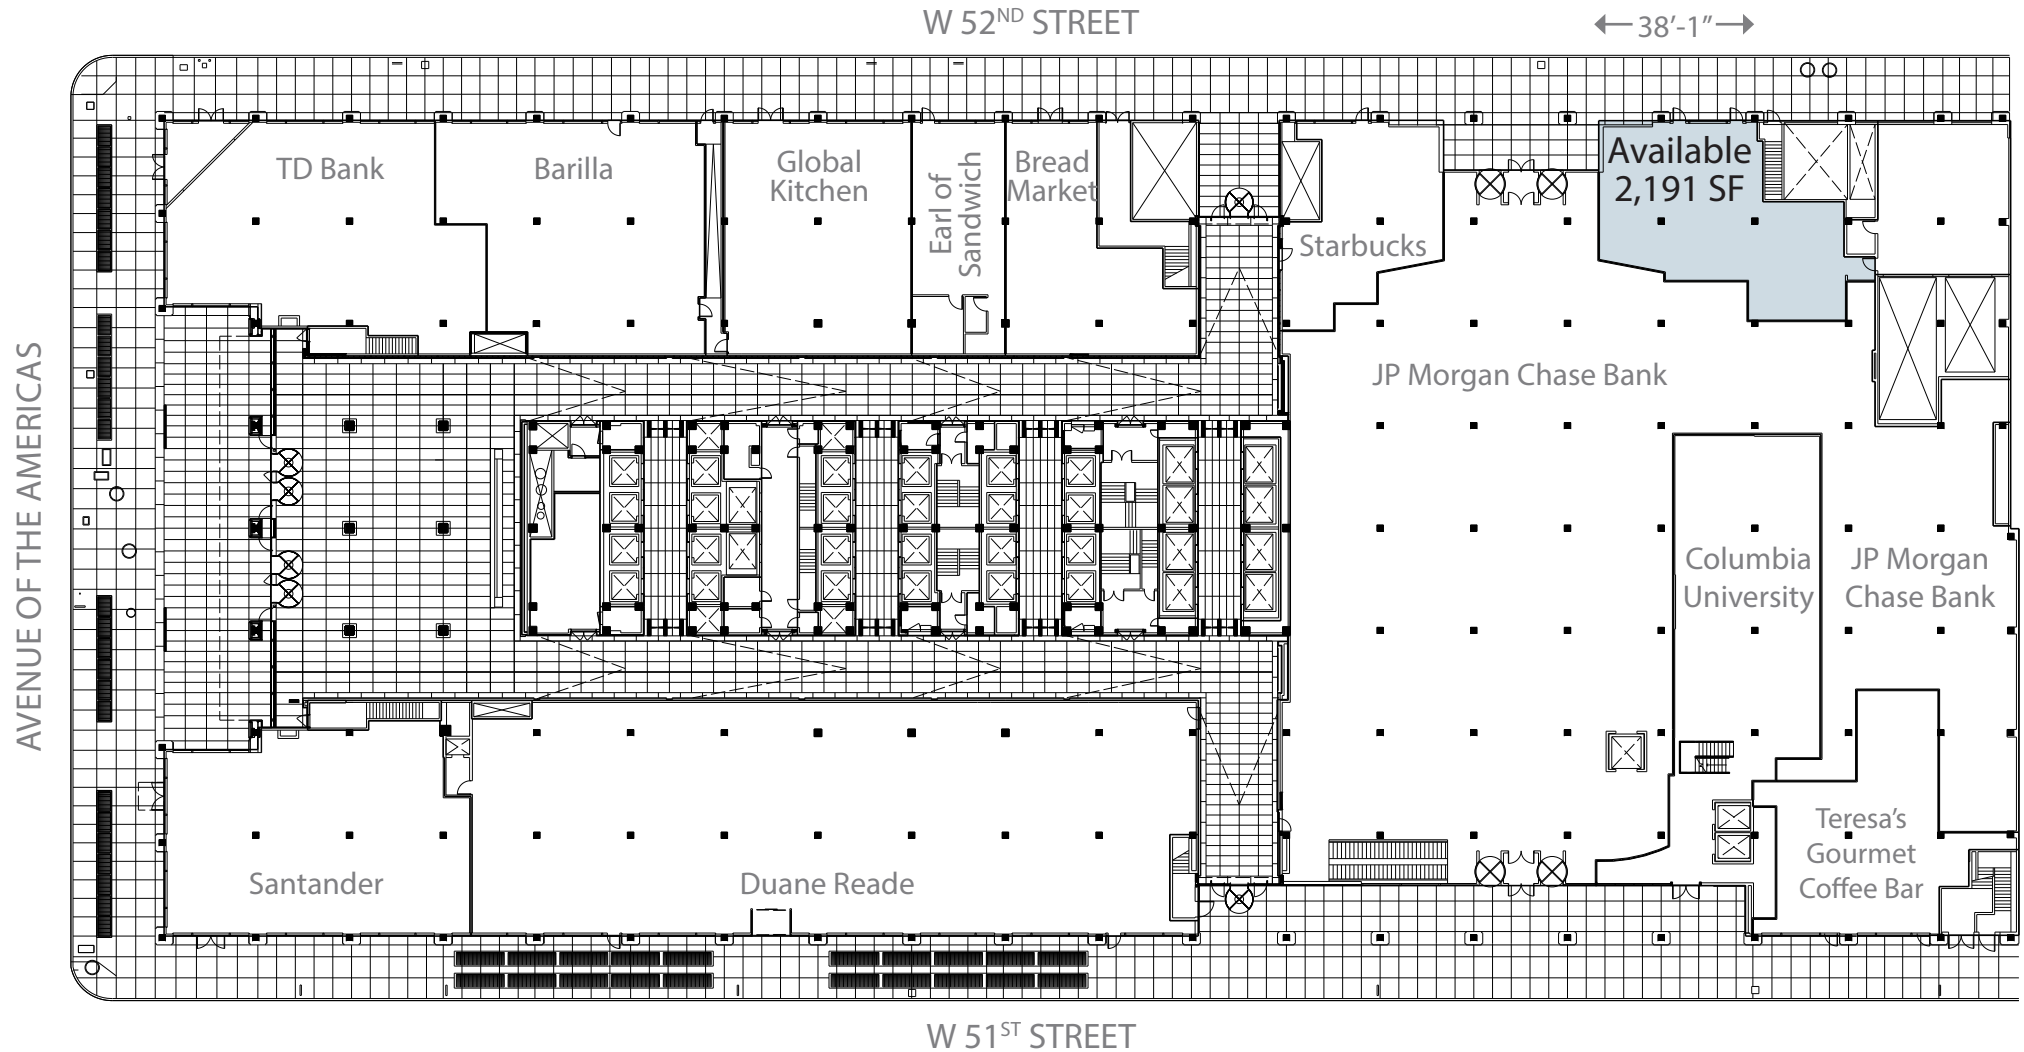 W 52ND STREET
38'-1"
TD Bank
Barilla
Global
Kitchen
Earl of
Sandwich
Bread
Market
Starbucks
Available
2,191 SF
AVENUE OF THE AMERICAS
JP Morgan Chase Bank
Columbia
University
JP Morgan
Chase Bank
Santander
Duane Reade
Teresa's
Gourmet
Coffee Bar
W 51ST STREET